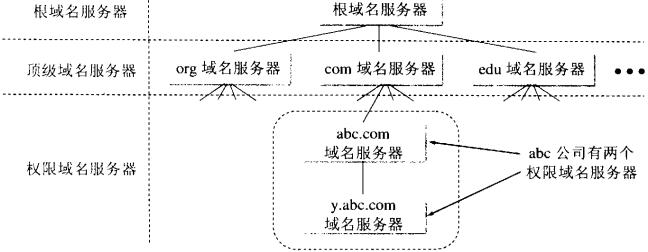 根域名服务器
根域名服务器
顶级域名服务器
org 域名服务器
com 域名服务器
edu 域名服务器
权限域名服务器
abc.com
域名服务器
y.abc.com
域名服务器
abc 公司有两个
权限域名服务器